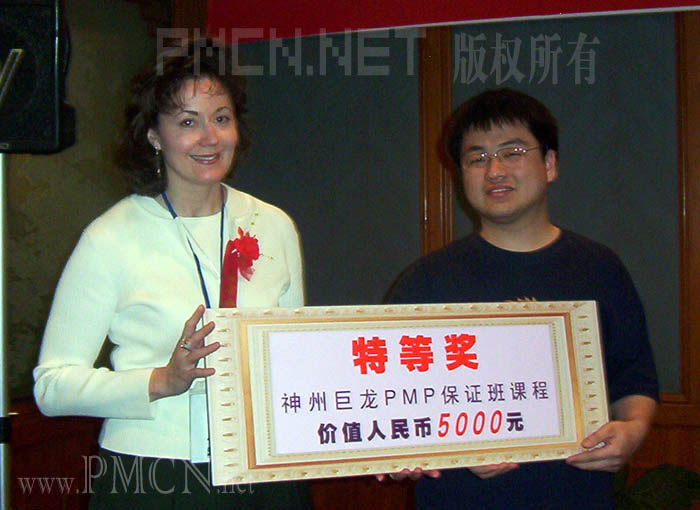 PMCN.NET 版权所有
特等奖
神州巨龙PMP保证班课程
价值人民币5000元
www.PMCN.net